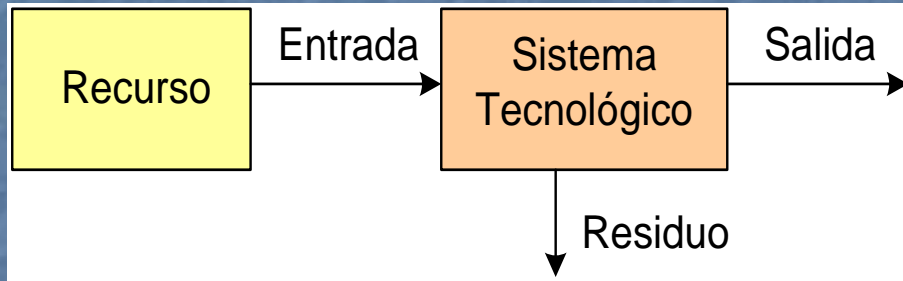 Recurso
Entrada
Sistema
Tecnológico
Salida
Residuo